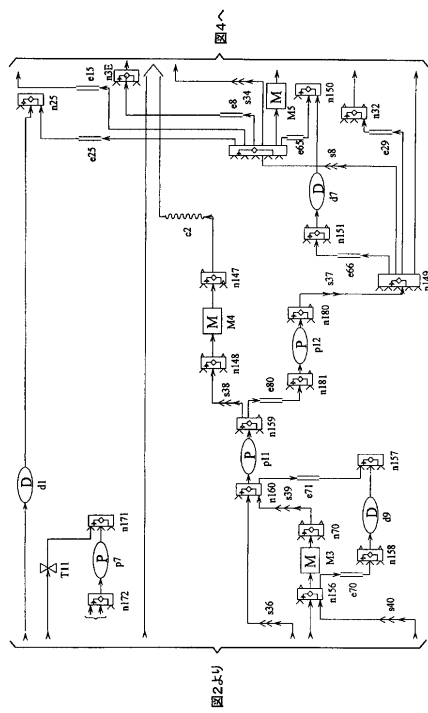 図4へ
n25
e15
n3E
e25
e8
s34
M
M5
n150
e65
c2
n32
e29
s8
D
d7
n151
e66
n149
s37
n147
M
M4
n148
s38
n180
P
p12
n181
e80
n159
P
p11
n160
D
d1
n171
P
p7
n172
T11
s39
e71
n157
n70
M
M3
n156
D
d9
n158
e70
s36
s40
図2より